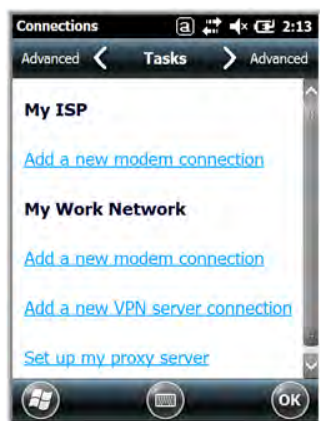 Connections a 2:13
Advanced Tasks Advanced
My ISP
Add a new modem connection
My Work Network
Add a new modem connection
Add a new VPN server connection
Set up my proxy server
OK